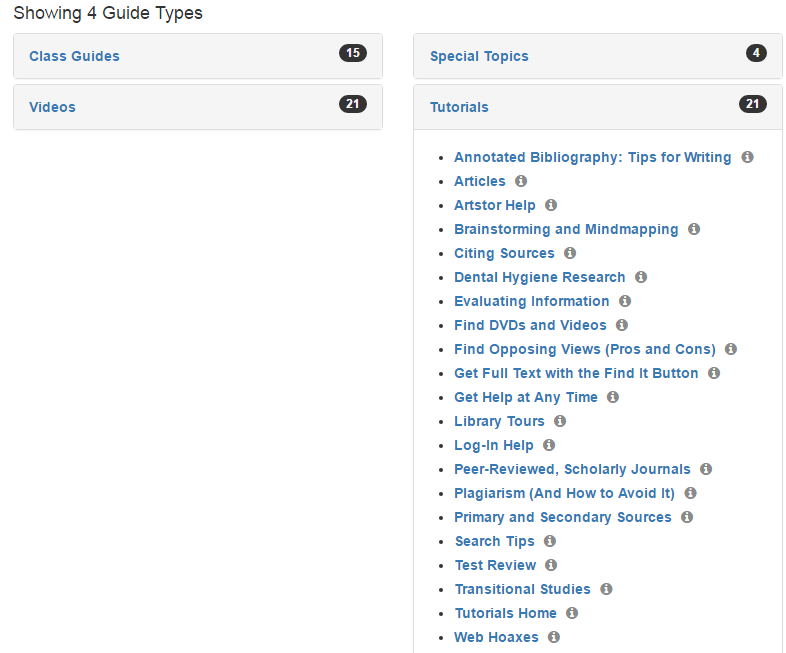 Showing 4 Guide Types
Class Guides 15
Videos 21
Special Topics 4
Tutorials 21
Annotated Bibliography: Tips for Writing
Articles
Artstor Help
Brainstorming and Mindmapping
Citing Sources
Dental Hygiene Research
Evaluating Information
Find DVDs and Videos
Find Opposing Views (Pros and Cons)
Get Full Text with the Find It Button
Get Help at Any Time
Library Tours
Log-In Help
Peer-Reviewed, Scholarly Journals
Plagiarism (And How to Avoid It)
Primary and Secondary Sources
Search Tips
Test Review
Transitional Studies
Tutorials Home
Web Hoaxes